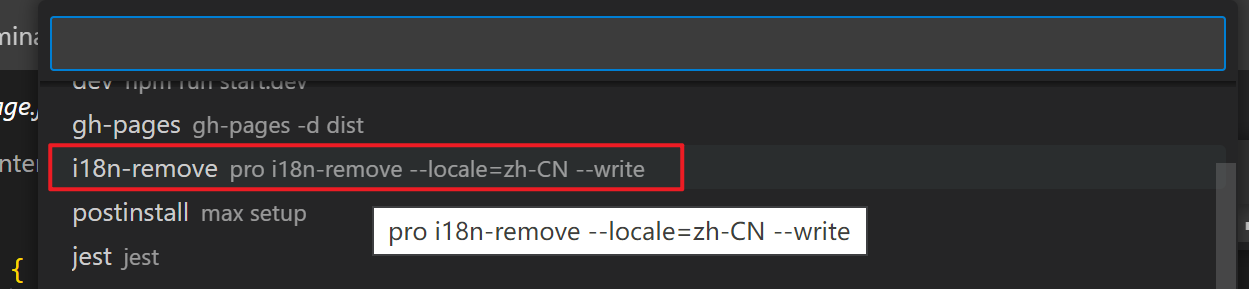 mina
dev npm run start:dev
age.j
gh-pages gh-pages -d dist
nter
i18n-remove pro i18n-remove --locale=zh-CN --write
postinstall max setup
pro i18n-remove --locale=zh-CN --write
jest jest
{